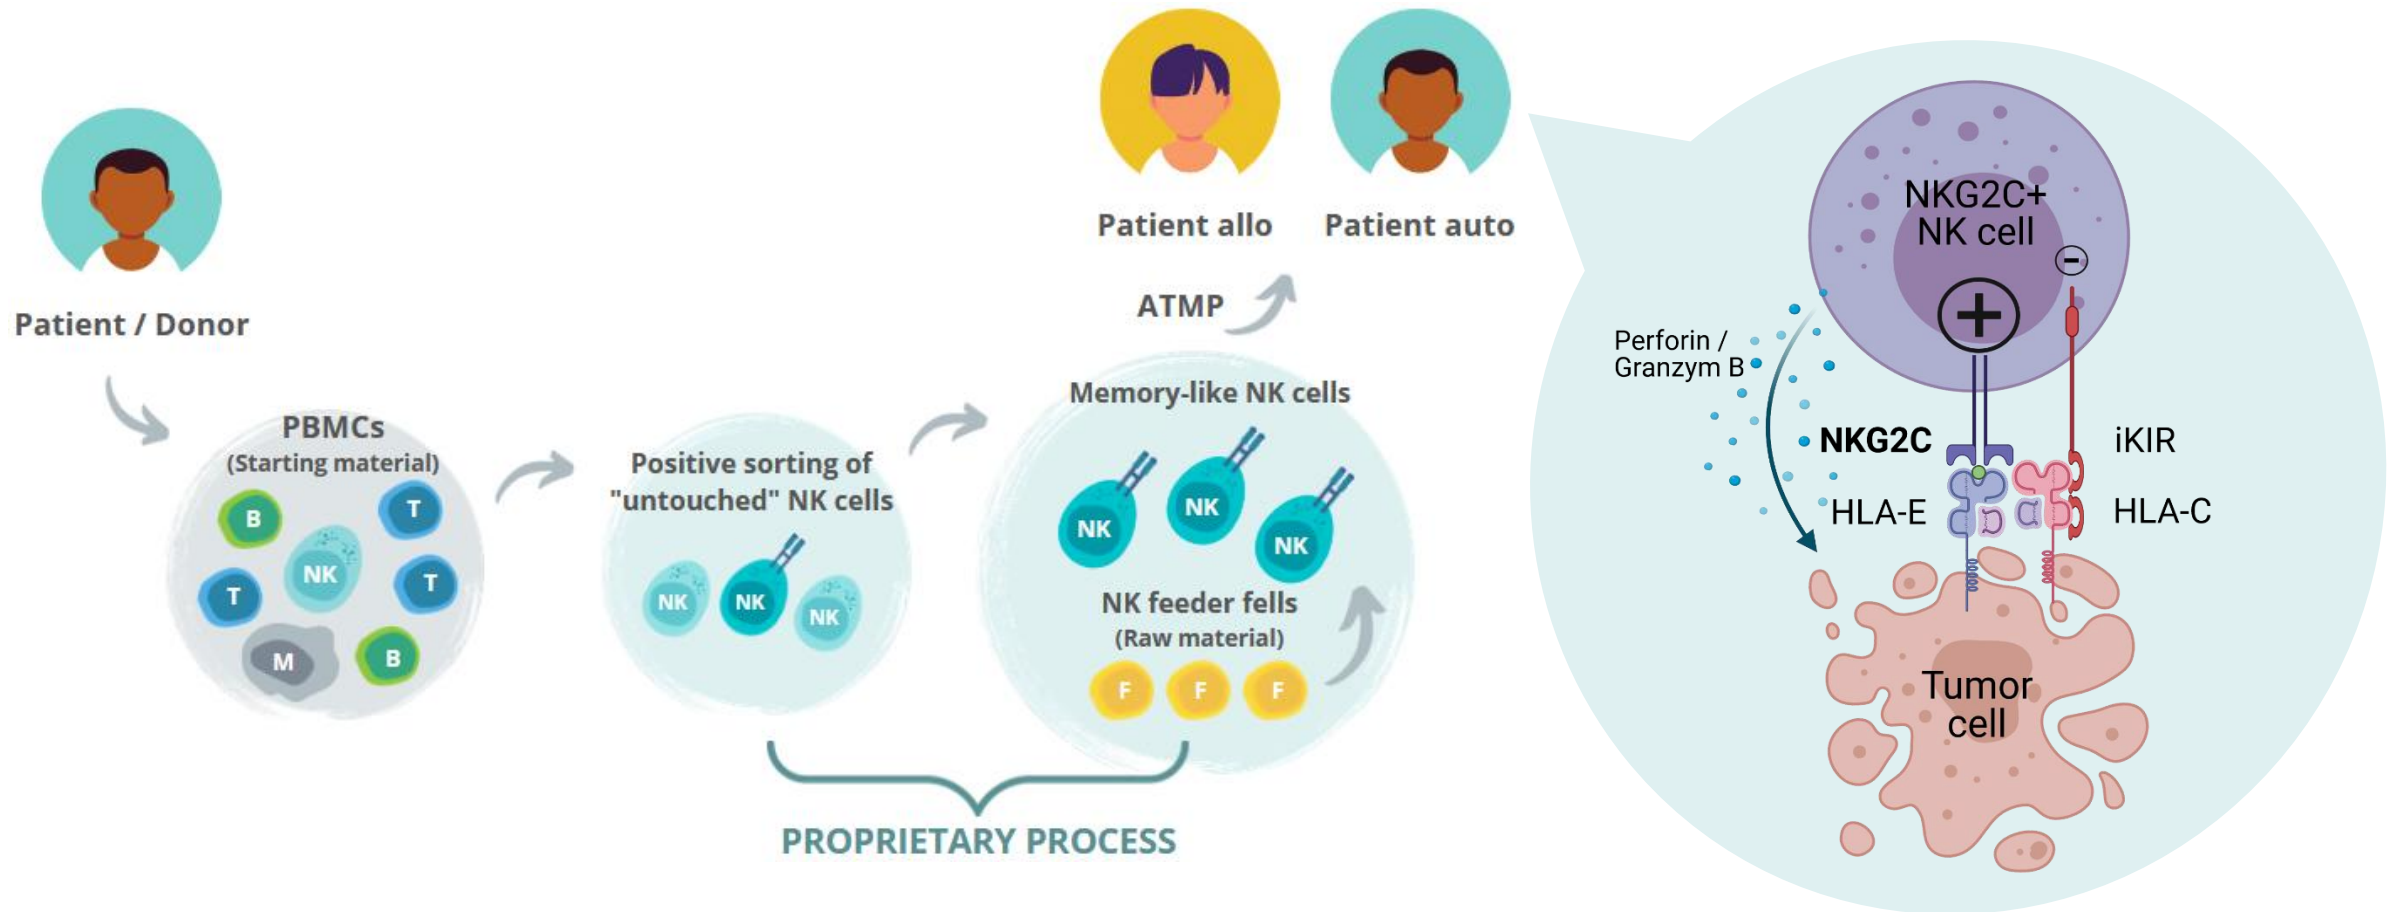 Patient / Donor
PBMCs
(Starting material)
B
T
NK
T
T
M
B
Positive sorting of
"untouched" NK cells
NK
NK
NK
Patient allo
Patient auto
ATMP
Memory-like NK cells
NK
NK
NK
NK feeder fells
(Raw material)
F
F
F
PROPRIETARY PROCESS
NKG2C+
NK cell
-
+
Perforin /
Granzym B
NKG2C
iKIR
HLA-E
HLA-C
Tumor
cell